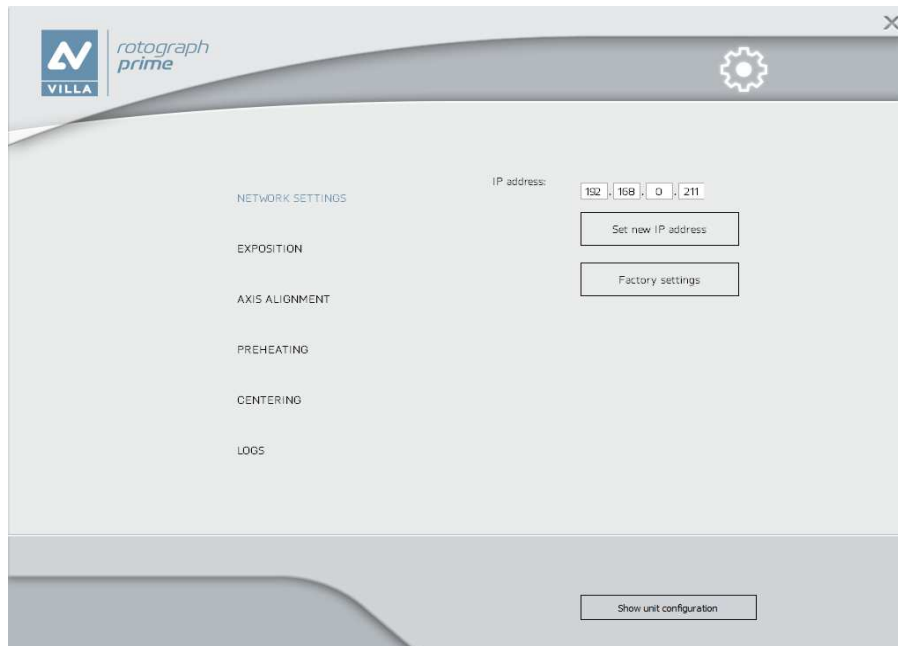 rotograph
prime
VILLA
NETWORK SETTINGS
IP address:
192 . 168 . 0 . 211
Set new IP address
EXPOSITION
Factory settings
AXIS ALIGNMENT
PREHEATING
CENTERING
LOGS
Show unit configuration